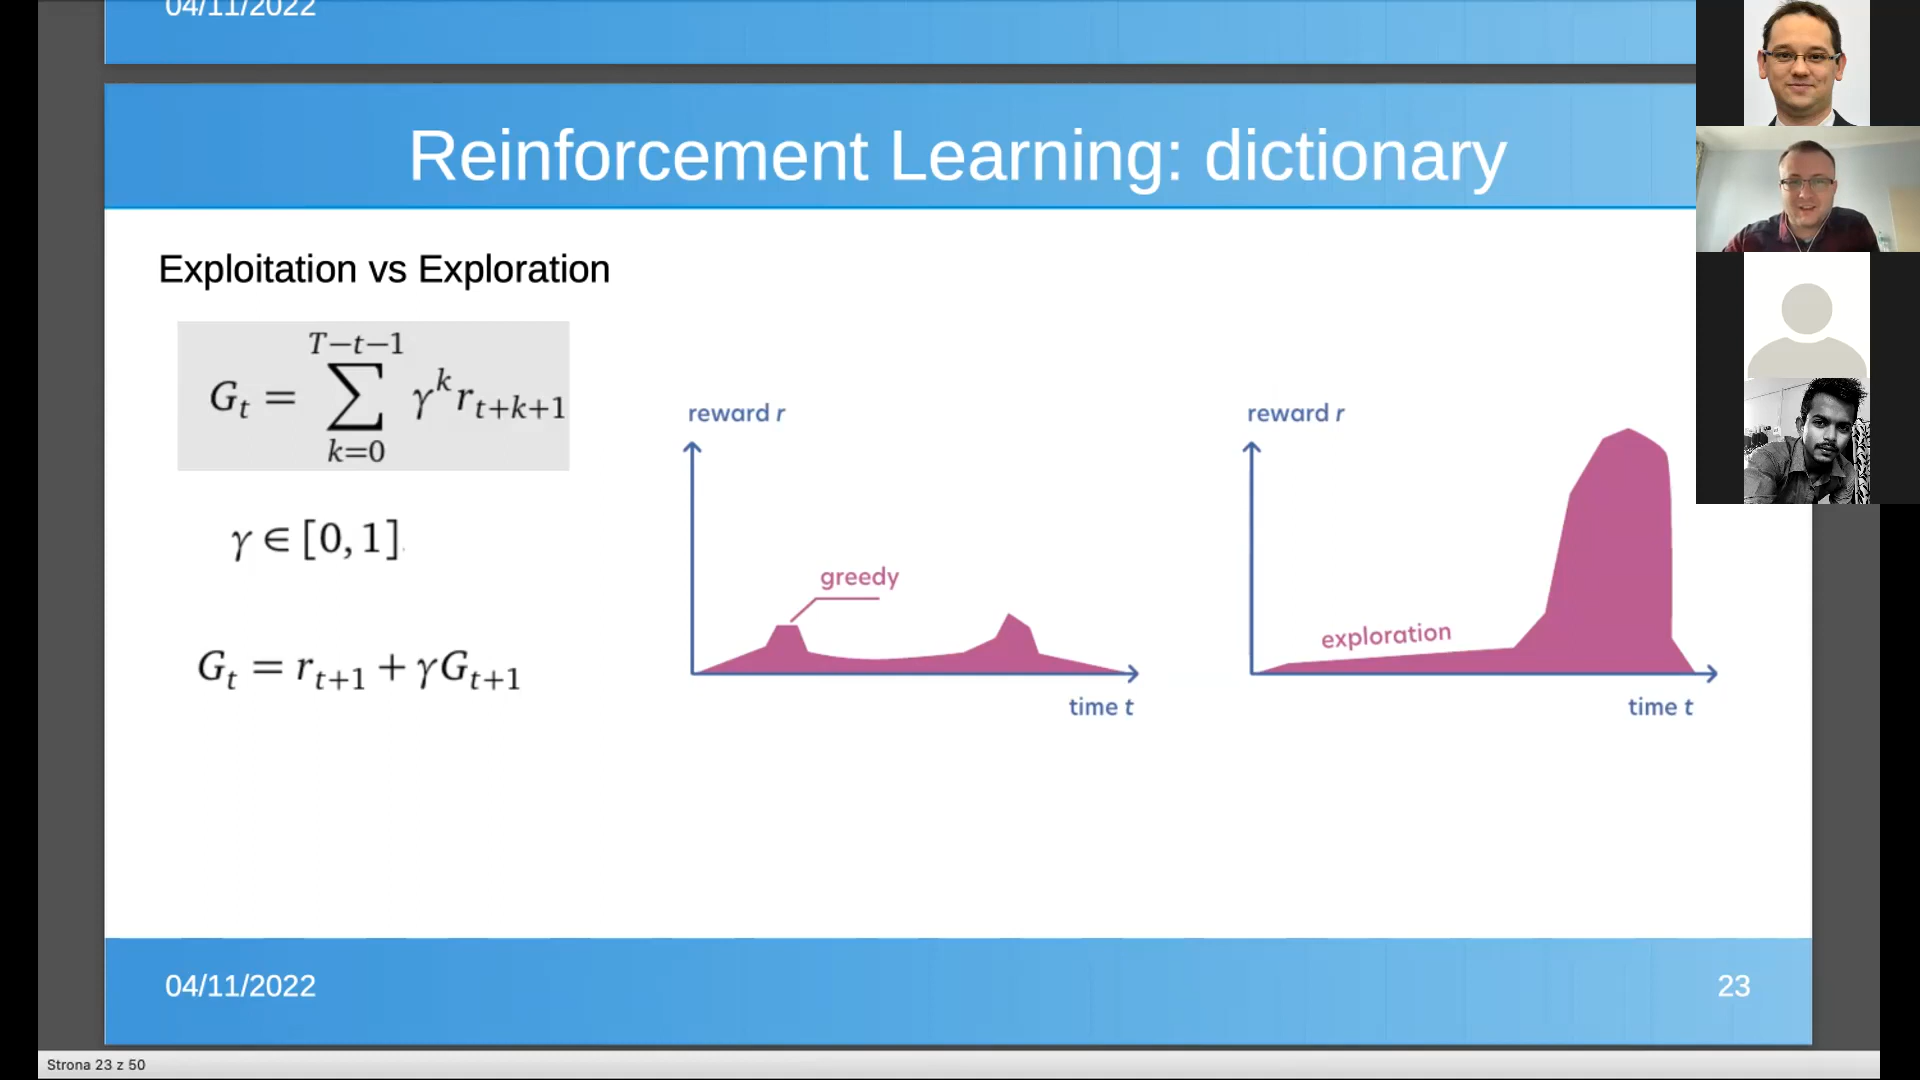 04/11/2022
Reinforcement Learning: dictionary
Exploitation vs Exploration
G_t = \sum_{k=0}^{T-t-1} γ^k r_{t+k+1}
γ ∈ [0, 1].
G_t = r_{t+1} + γG_{t+1}
reward r
greedy
time t
reward r
exploration
time t
04/11/2022
23
Strona 23 z 50